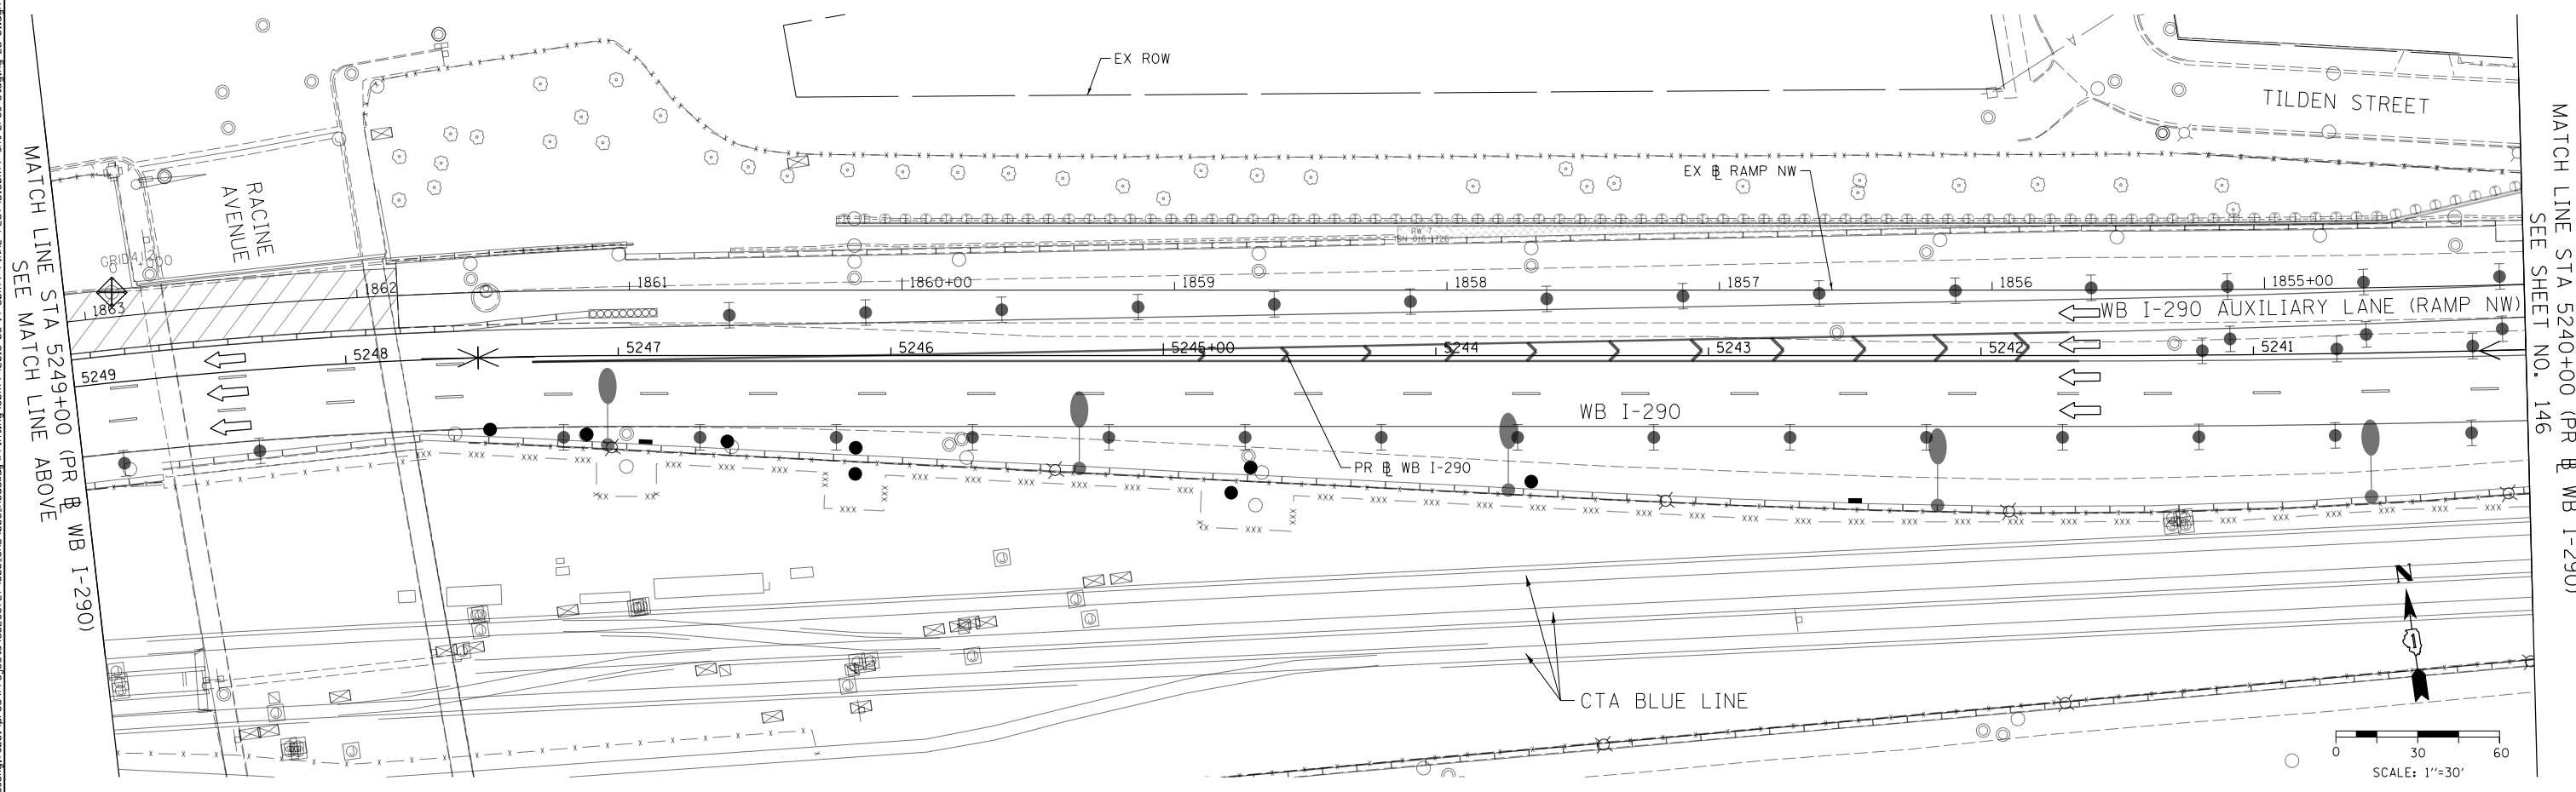 EX ROW
TILDEN STREET
EX ℄ RAMP NW
RACINE
AVENUE
RW 7
1863
1862
1861
1860+00
1859
1858
1857
1856
1855+00
WB I-290 AUXILIARY LANE (RAMP NW)
5249
5248
5247
5246
5245+00
5244
5243
5242
5241
WB I-290
PR ℄ WB I-290
CTA BLUE LINE
MATCH LINE STA 5249+00 (PR ℄ WB I-290)
SEE MATCH LINE ABOVE
MATCH LINE STA 5240+00 (PR ℄ WB I-290)
SEE SHEET NO. 146
N
0 30 60
SCALE: 1"=30'